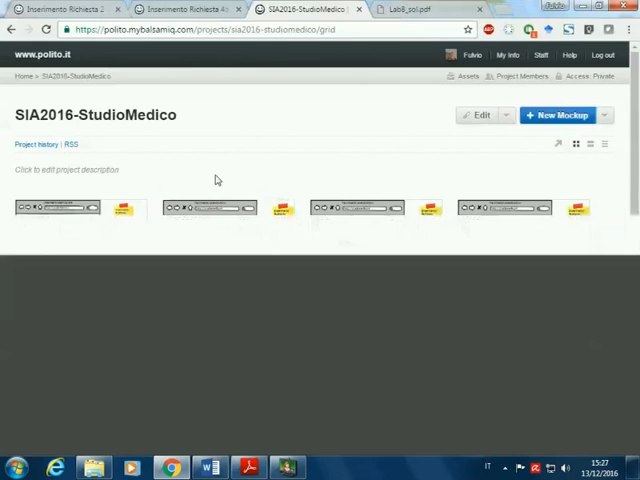 Inserimento Richiesta 2
Inserimento Richiesta 4
SIA2016-StudioMedico |
Lab8_sol.pdf
Fulvio
https://polito.mybalsamiq.com/projects/sia2016-studiomedico/grid
www.polito.it
Fulvio My Info Staff Help Log out
Home > SIA2016-StudioMedico
Assets Project Members Access: Private
SIA2016-StudioMedico
Edit
+ New Mockup
Project history | RSS
Click to edit project description
IT
15:27
13/12/2016